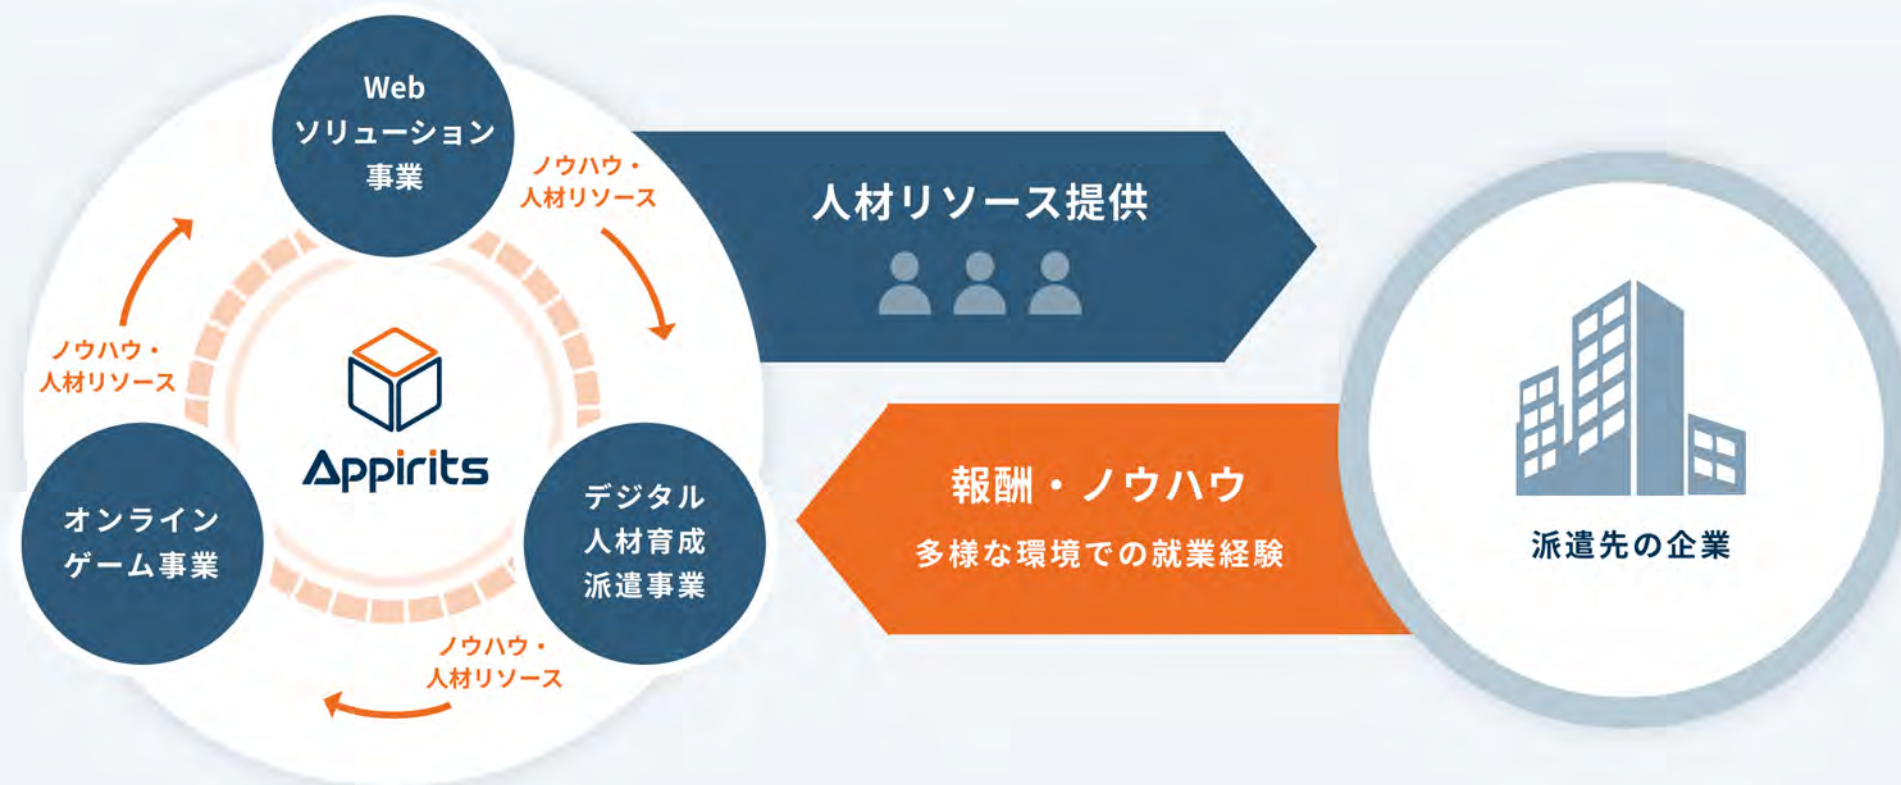 Web
ソリューション
事業
ノウハウ・
人材リソース
ノウハウ・
人材リソース
Appirits
オンライン
ゲーム事業
デジタル
人材育成
派遣事業
ノウハウ・
人材リソース
人材リソース提供
報酬・ノウハウ
多様な環境での就業経験
派遣先の企業